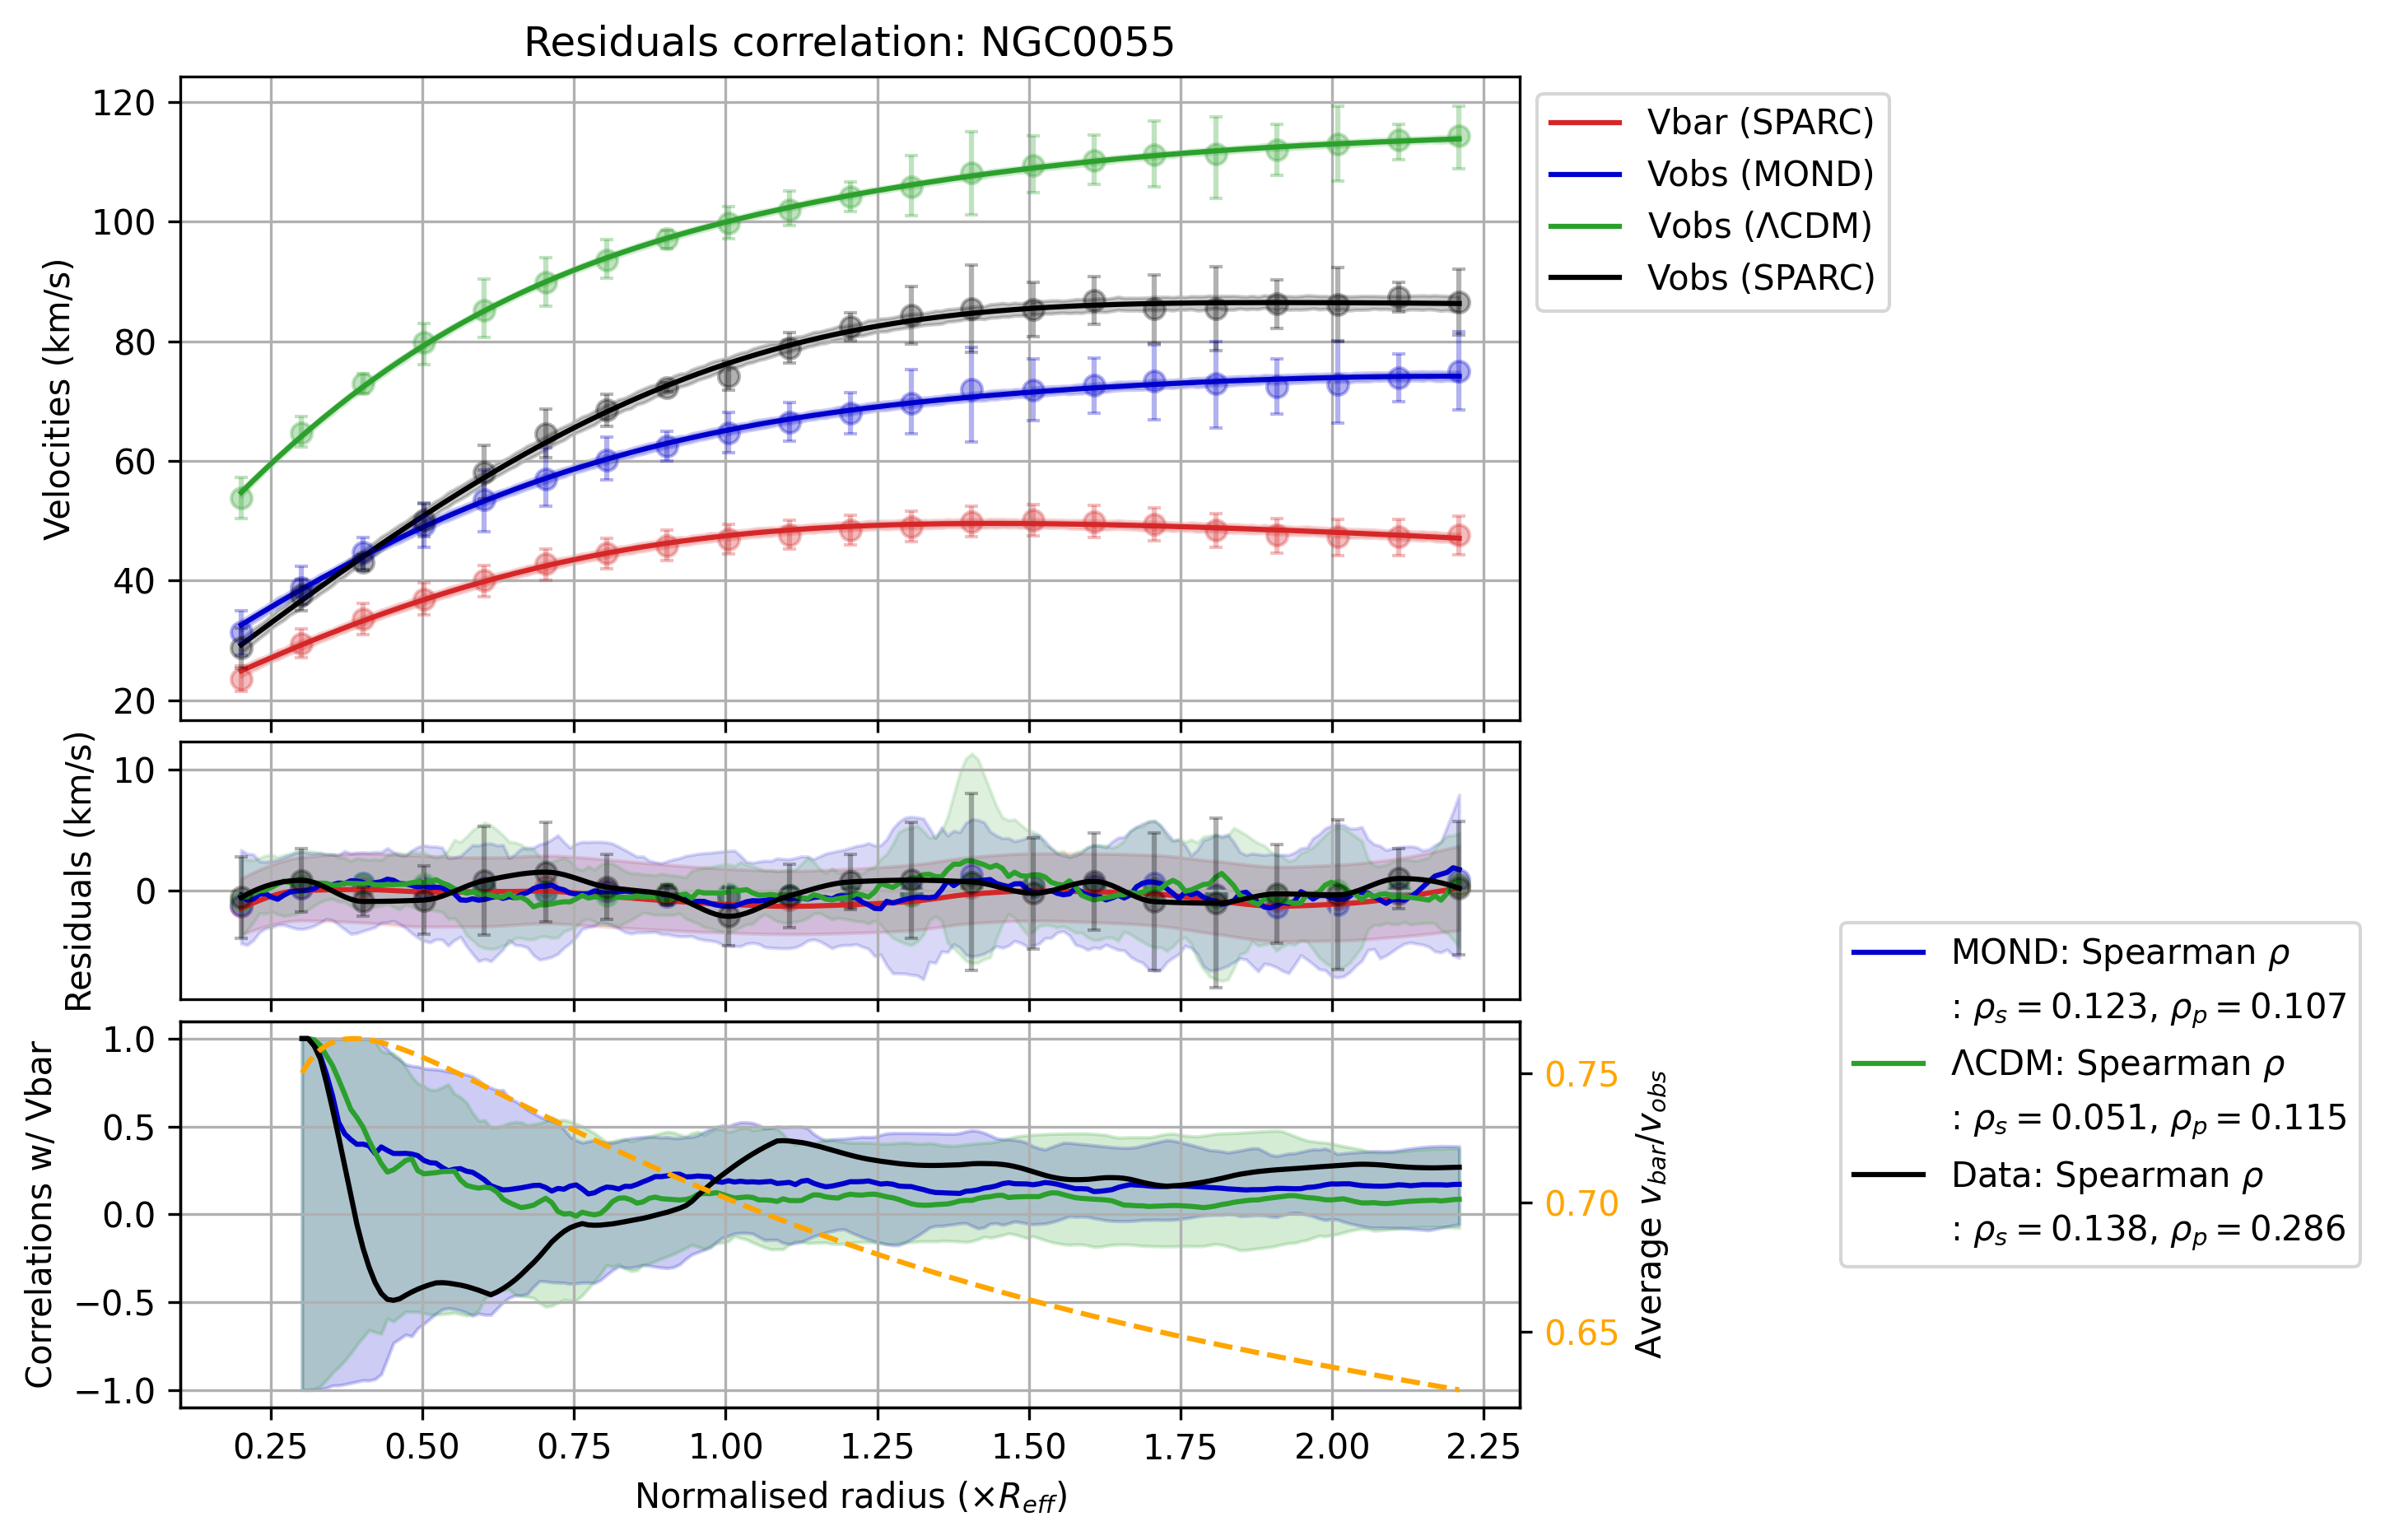 Residuals correlation: NGC0055
120
100
80
60
40
20
Velocities (km/s)
Vbar (SPARC)
Vobs (MOND)
Vobs (ΛCDM)
Vobs (SPARC)
10
0
Residuals (km/s)
1.0
0.5
0.0
−0.5
−1.0
Correlations w/ Vbar
0.75
0.70
0.65
Average v_bar/v_obs
MOND: Spearman ρ
: ρ_s = 0.123, ρ_p = 0.107
ΛCDM: Spearman ρ
: ρ_s = 0.051, ρ_p = 0.115
Data: Spearman ρ
: ρ_s = 0.138, ρ_p = 0.286
0.25 0.50 0.75 1.00 1.25 1.50 1.75 2.00 2.25
Normalised radius (×R_eff)